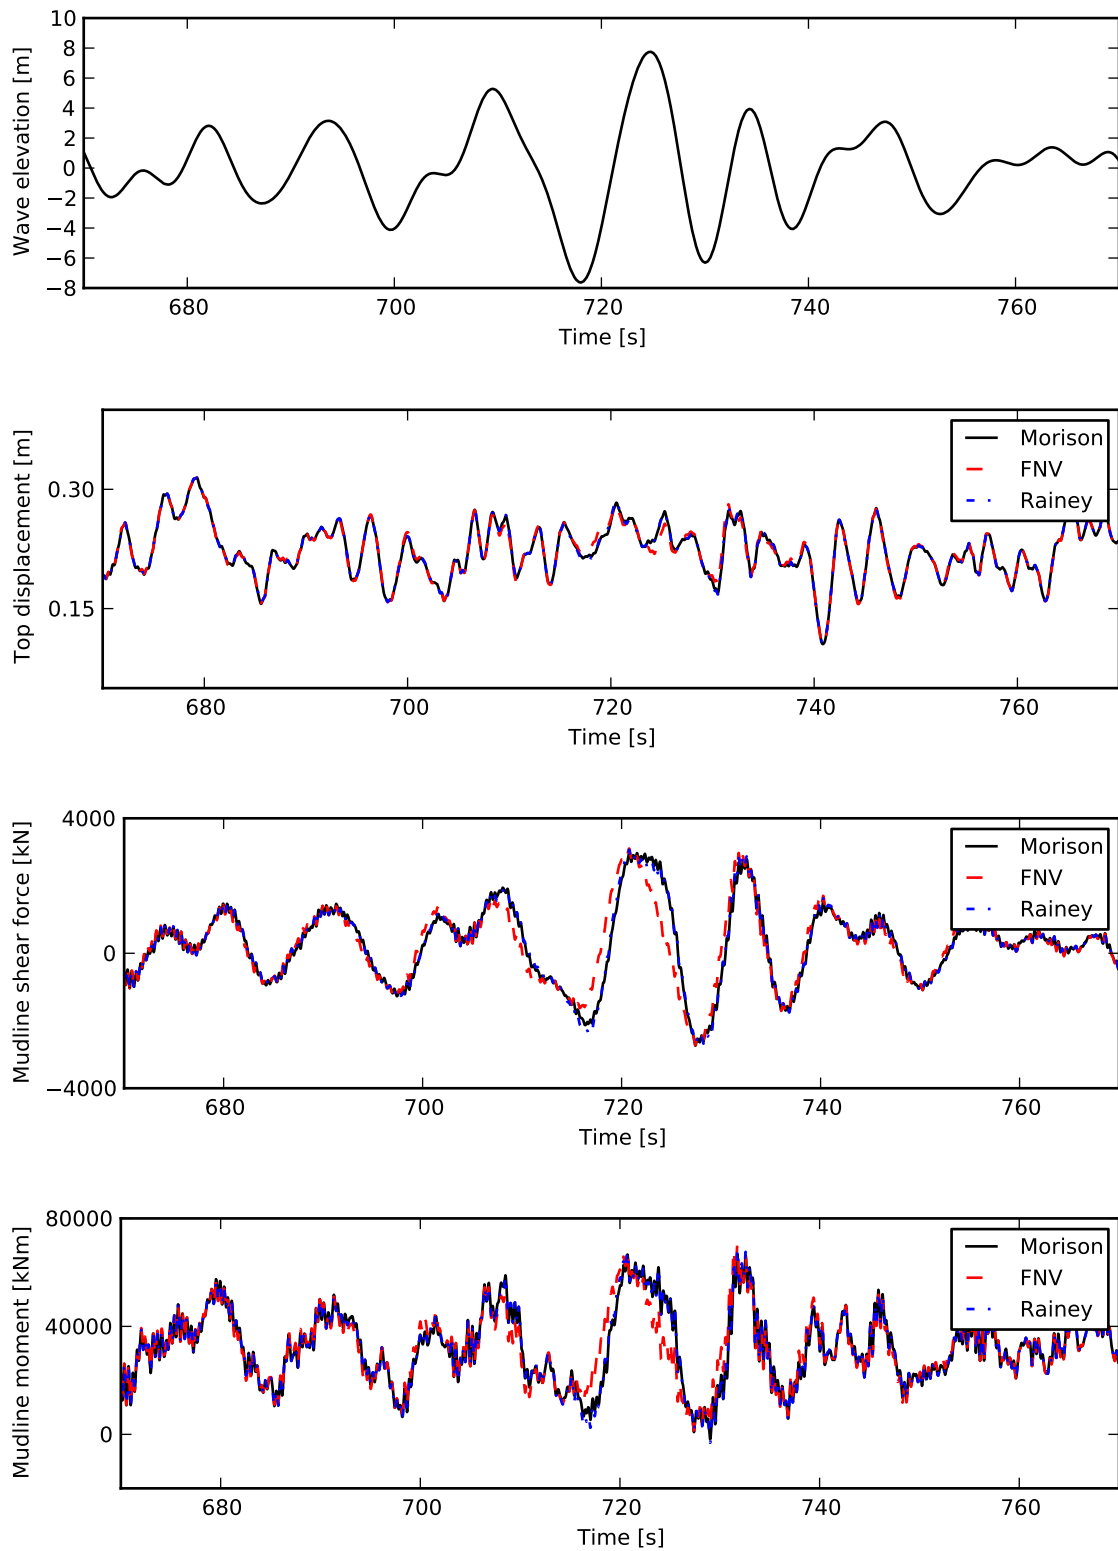 Wave elevation [m]
10
8
6
4
2
0
−2
−4
−6
−8
680 700 720 740 760
Time [s]
Top displacement [m]
0.30
0.15
Morison
FNV
Rainey
680 700 720 740 760
Time [s]
Mudline shear force [kN]
4000
0
−4000
Morison
FNV
Rainey
680 700 720 740 760
Time [s]
Mudline moment [kNm]
80000
40000
0
Morison
FNV
Rainey
680 700 720 740 760
Time [s]